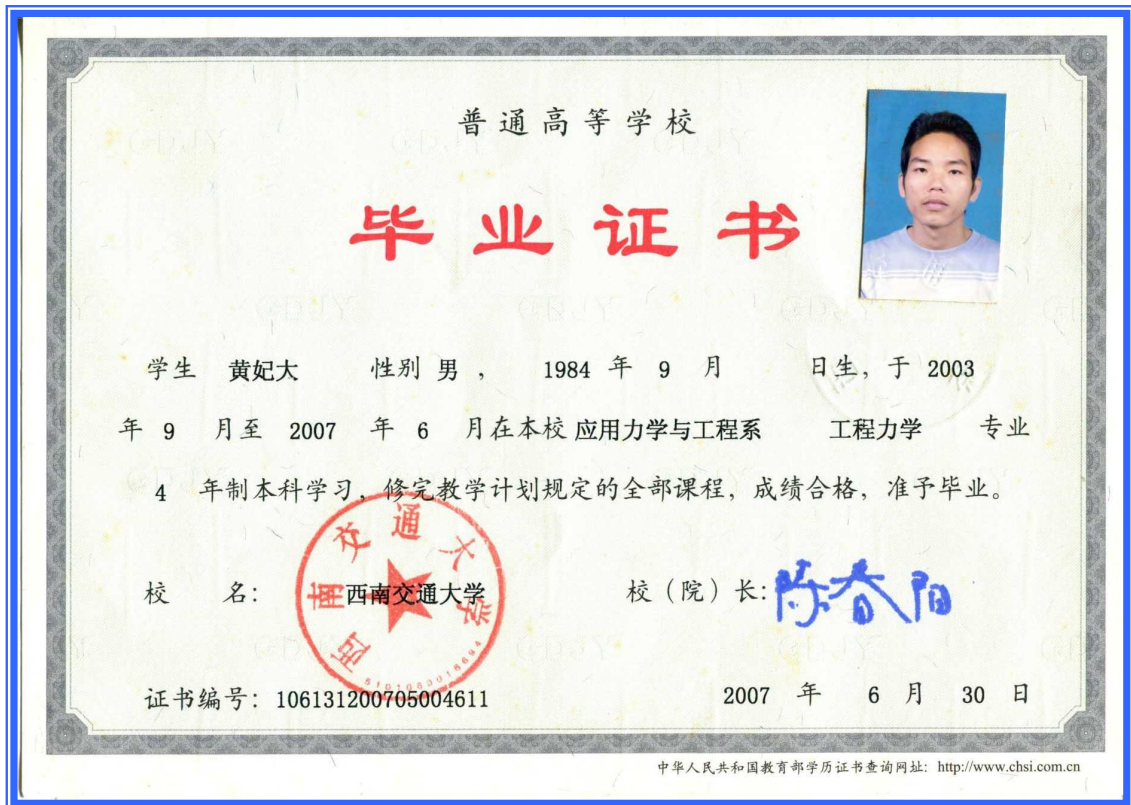 普通高等学校
毕业证书
学生 黄妃大 性别 男, 1984 年 9 月 日生, 于 2003
年 9 月至 2007 年 6 月在本校 应用力学与工程系 工程力学 专业
4 年制本科学习, 修完教学计划规定的全部课程, 成绩合格, 准予毕业。
校 名: 西南交通大学
西南交通大学
校(院)长: 陈春阳
证书编号: 106131200705004611
2007 年 6 月 30 日
中华人民共和国教育部学历证书查询网址: http://www.chsi.com.cn